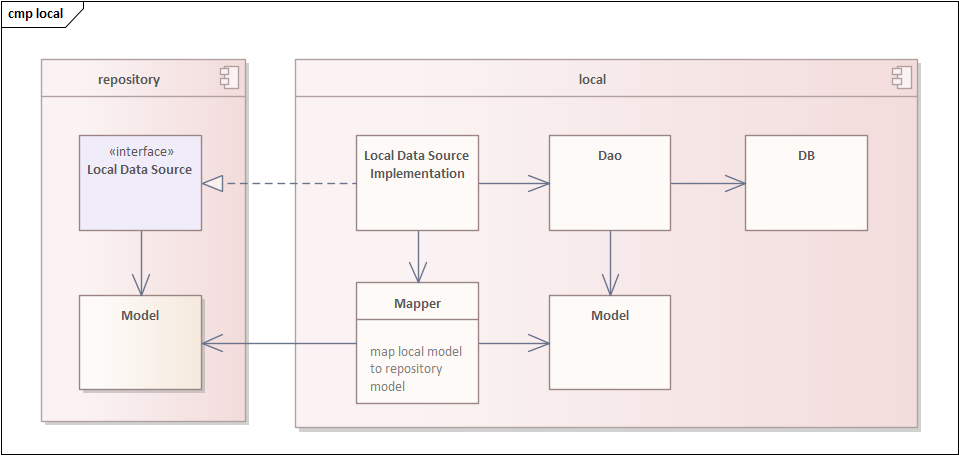 cmp local
repository
local
«interface»
Local Data Source
Local Data Source
Implementation
Dao
DB
Model
Mapper
map local model
to repository
model
Model